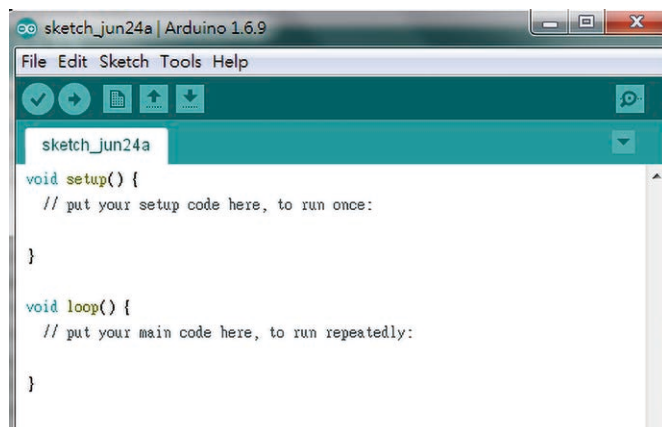 sketch_jun24a | Arduino 1.6.9
File Edit Sketch Tools Help
sketch_jun24a
void setup() {
  // put your setup code here, to run once:
}
void loop() {
  // put your main code here, to run repeatedly:
}